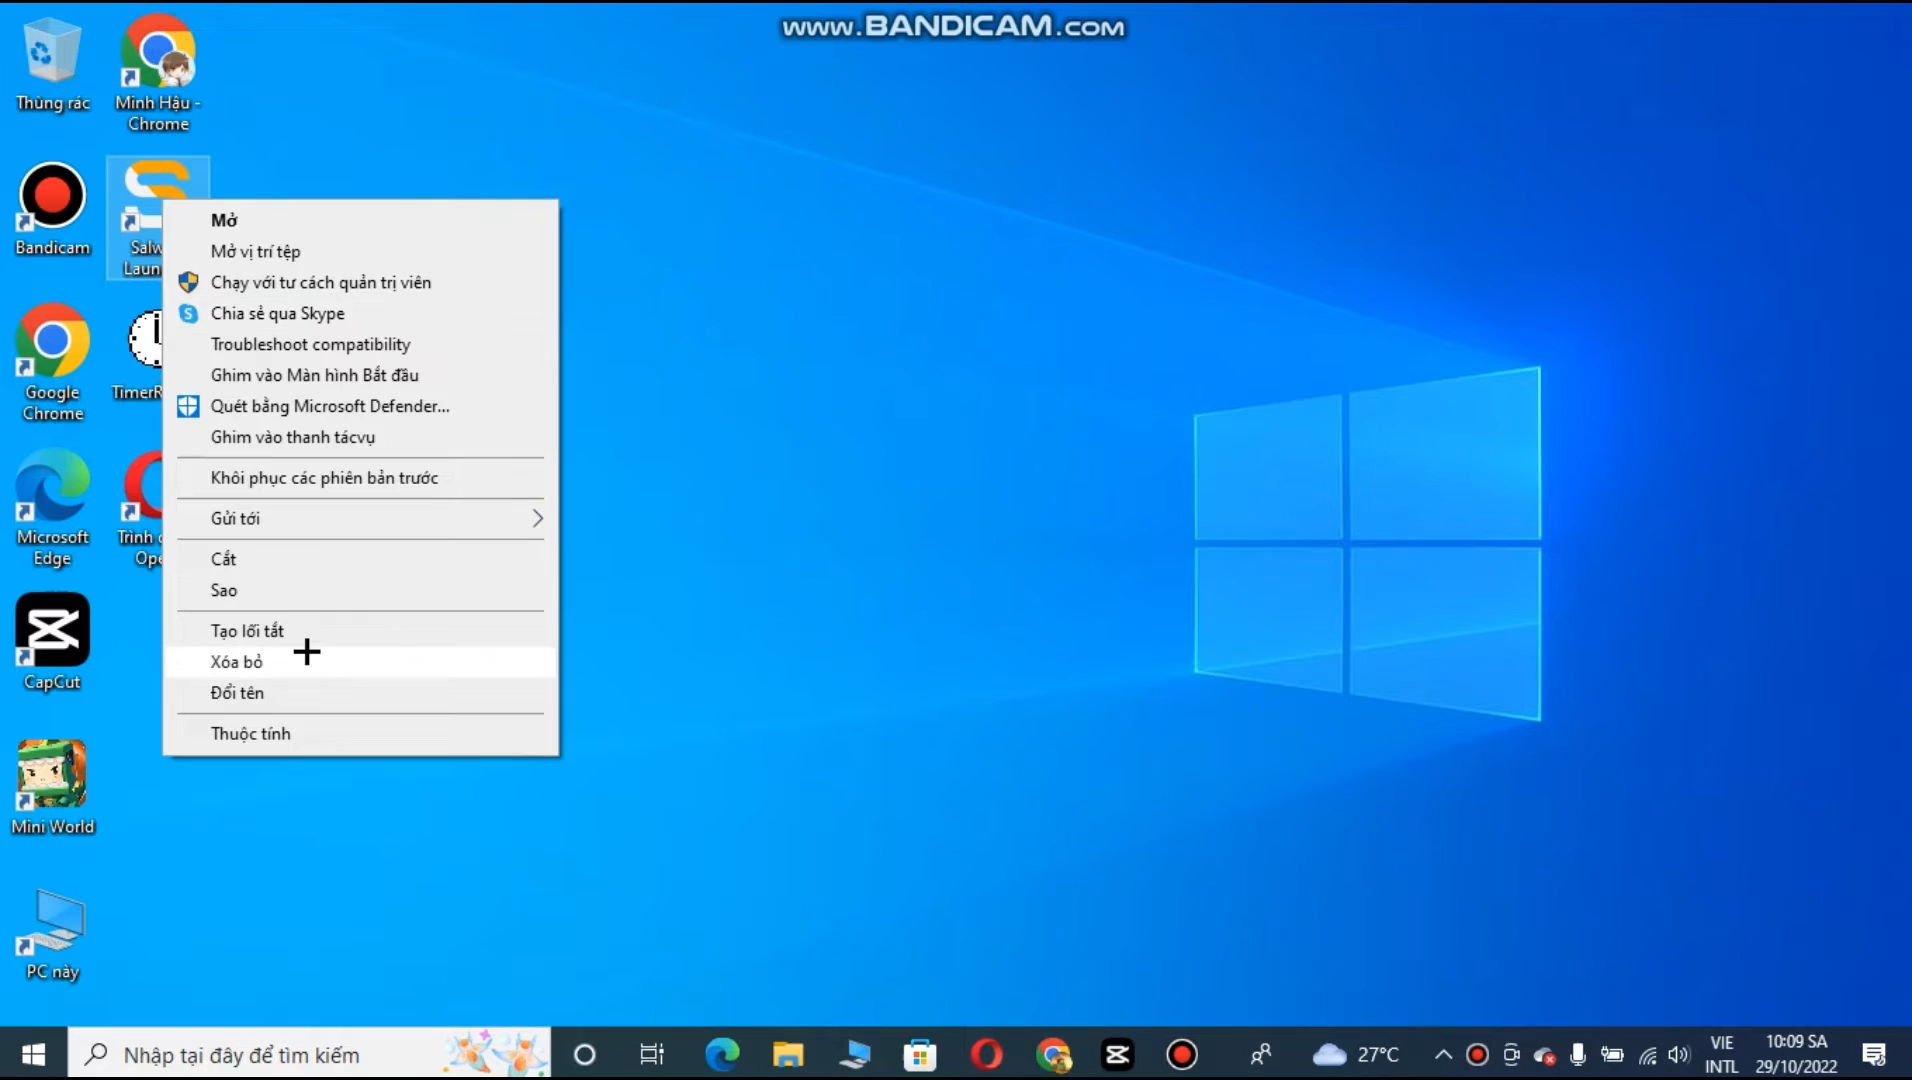 www.BANDICAM.com
Thùng rác
Minh Hậu -
Chrome
Bandicam
Google
Chrome
Microsoft
Edge
CapCut
Mini World
PC này
Mở
Mở vị trí tệp
Chạy với tư cách quản trị viên
Chia sẻ qua Skype
Troubleshoot compatibility
Ghim vào Màn hình Bắt đầu
Quét bằng Microsoft Defender...
Ghim vào thanh tácvụ
Khôi phục các phiên bản trước
Gửi tới
Cắt
Sao
Tạo lối tắt
Xóa bỏ
Đổi tên
Thuộc tính
Nhập tại đây để tìm kiếm
27°C
VIE
INTL
10:09 SA
29/10/2022